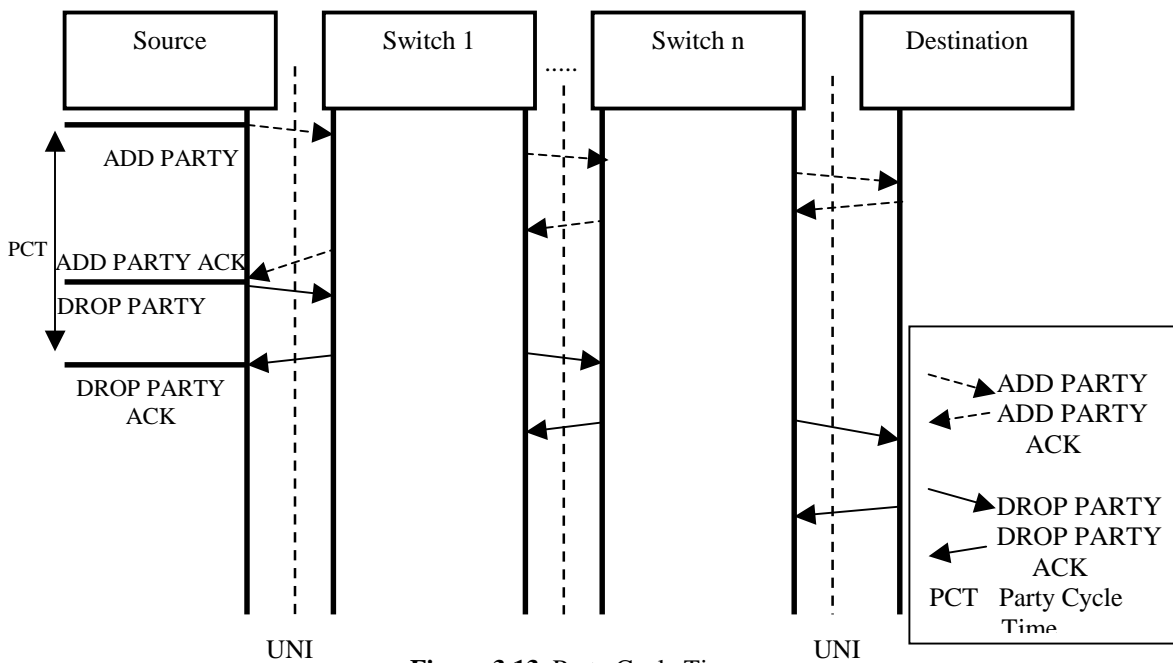 Source
Switch 1
.....
Switch n
Destination
ADD PARTY
PCT
ADD PARTY ACK
DROP PARTY
DROP PARTY
ACK
ADD PARTY
ADD PARTY
ACK
DROP PARTY
DROP PARTY
ACK
PCT Party Cycle
Time
UNI
UNI
Figure 3.13 Party Cycle